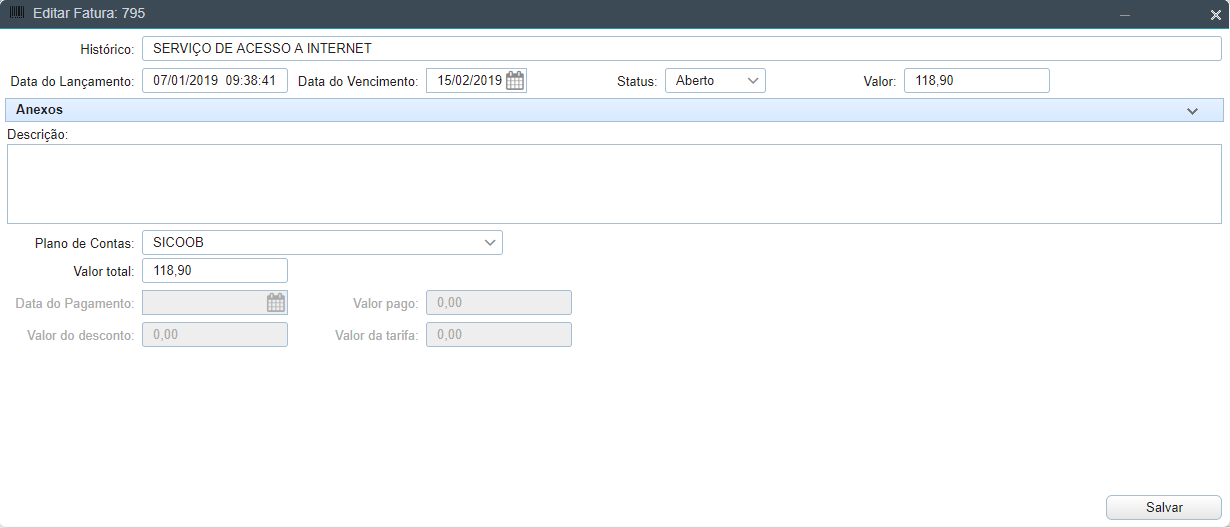 Editar Fatura: 795
Histórico: SERVIÇO DE ACESSO A INTERNET
Data do Lançamento: 07/01/2019 09:38:41 Data do Vencimento: 15/02/2019 Status: Aberto Valor: 118,90
Anexos
Descrição:
Plano de Contas: SICOOB
Valor total: 118,90
Data do Pagamento: Valor pago: 0,00
Valor do desconto: 0,00 Valor da tarifa: 0,00
Salvar